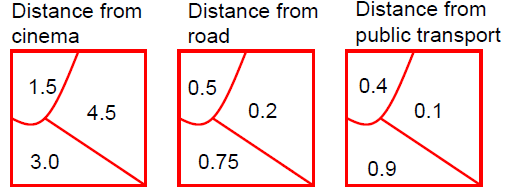 Distance from
cinema
1.5
4.5
3.0
Distance from
road
0.5
0.2
0.75
Distance from
public transport
0.4
0.1
0.9